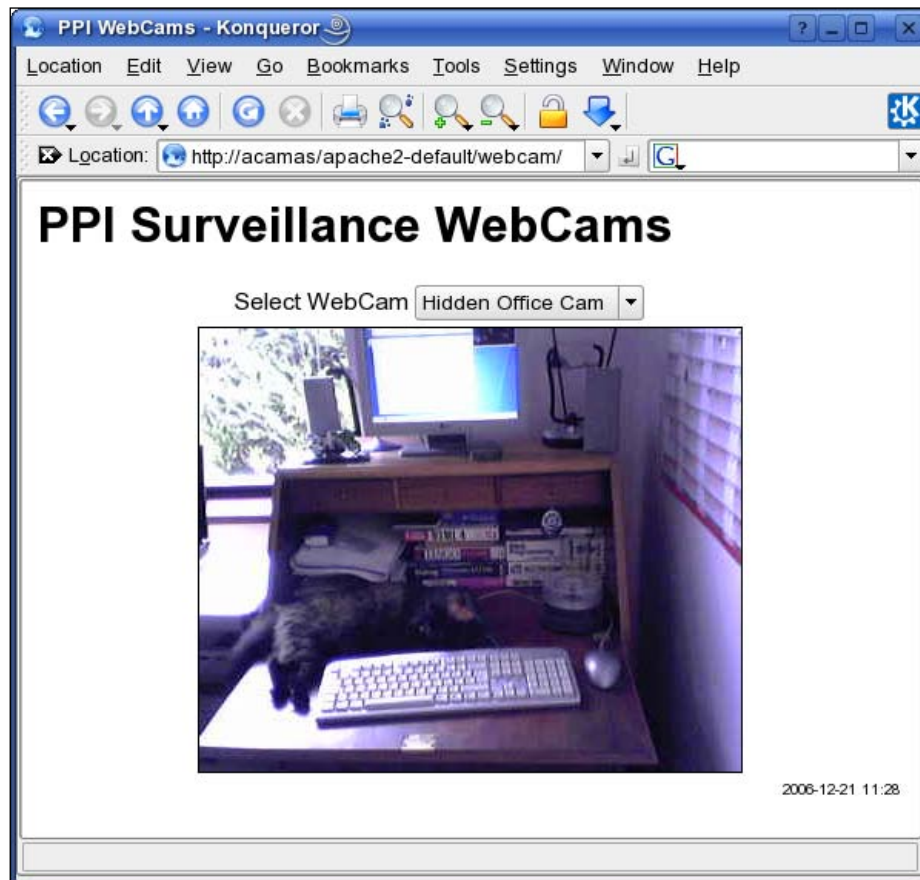 PPI WebCams - Konqueror
Location Edit View Go Bookmarks Tools Settings Window Help
Location: http://acamas/apache2-default/webcam/
PPI Surveillance WebCams
Select WebCam Hidden Office Cam
2006-12-21 11:28